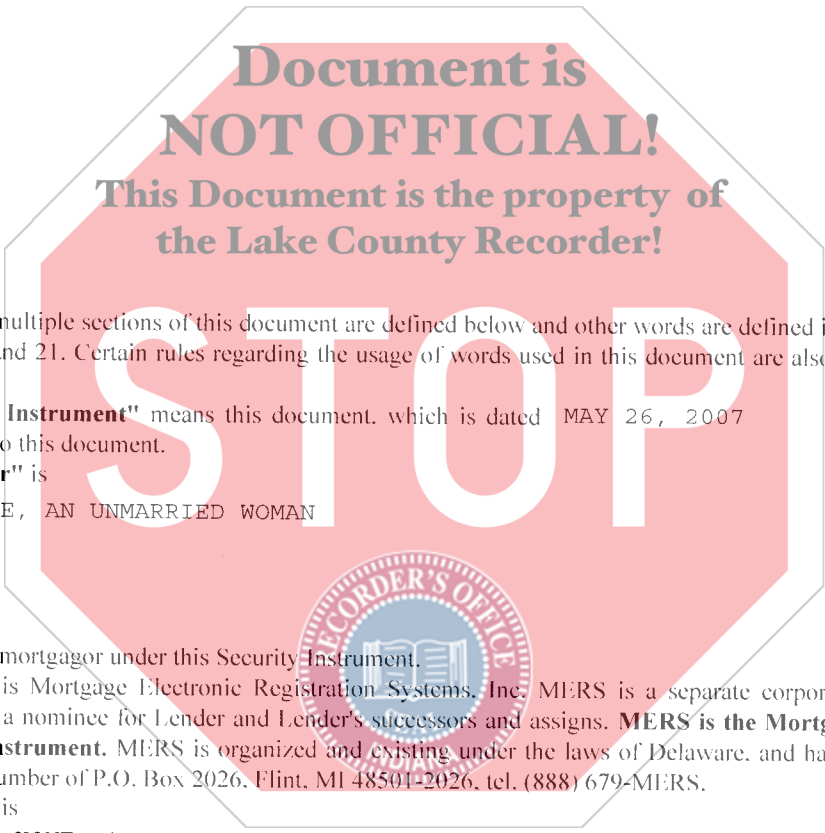 Document is
NOT OFFICIAL!
This Document is the property of
the Lake County Recorder!
STOP
multiple sections of this document are defined below and other words are defined i
nd 21. Certain rules regarding the usage of words used in this document are also
Instrument" means this document, which is dated MAY 26, 2007
o this document.
r" is
E, AN UNMARRIED WOMAN
RECORDER'S OFFICE
mortgagor under this Security Instrument.
is Mortgage Electronic Registration Systems, Inc. MERS is a separate corpor
a nominee for Lender and Lender's successors and assigns. MERS is the Mortg
nstrument. MERS is organized and existing under the laws of Delaware, and ha
INDIANA
umber of P.O. Box 2026, Flint, MI 48501-2026, tel. (888) 679-MERS.
is